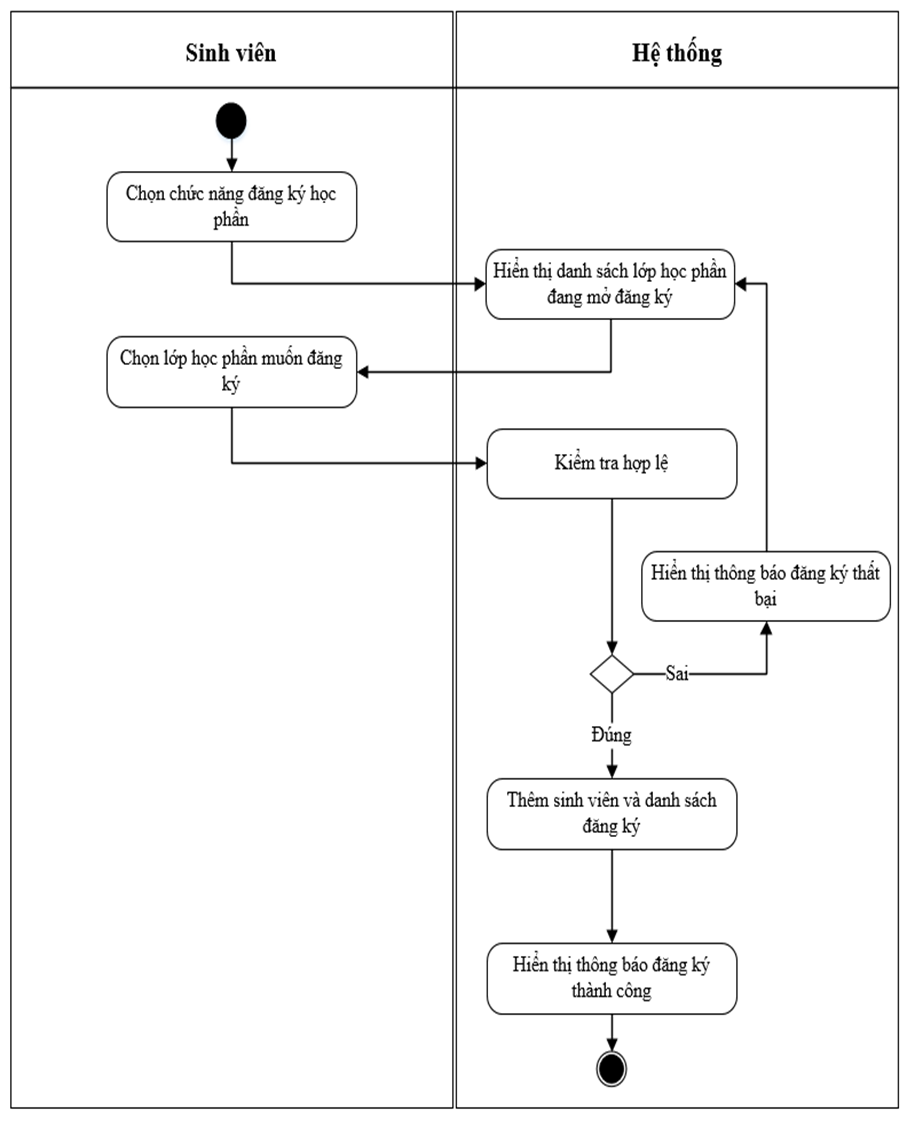 Sinh viên
Hệ thống
Chọn chức năng đăng ký học
phần
Hiển thị danh sách lớp học phần
đang mở đăng ký
Chọn lớp học phần muốn đăng
ký
Kiểm tra hợp lệ
Hiển thị thông báo đăng ký thất
bại
Sai
Đúng
Thêm sinh viên và danh sách
đăng ký
Hiển thị thông báo đăng ký
thành công